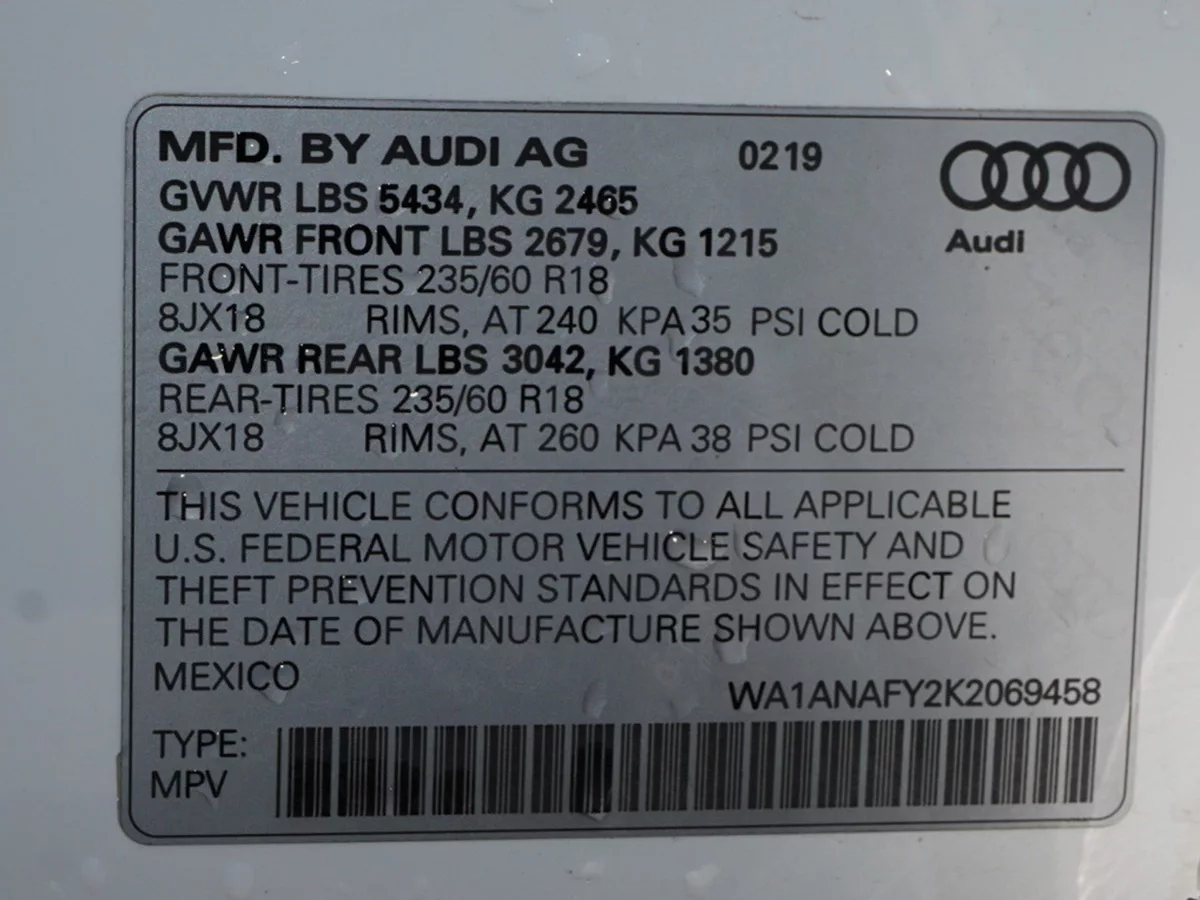 MFD. BY AUDI AG 0219
GVWR LBS 5434, KG 2465
GAWR FRONT LBS 2679, KG 1215
Audi
FRONT-TIRES 235/60 R18
8JX18 RIMS, AT 240 KPA 35 PSI COLD
GAWR REAR LBS 3042, KG 1380
REAR-TIRES 235/60 R18
8JX18 RIMS, AT 260 KPA 38 PSI COLD
THIS VEHICLE CONFORMS TO ALL APPLICABLE
U.S. FEDERAL MOTOR VEHICLE SAFETY AND
THEFT PREVENTION STANDARDS IN EFFECT ON
THE DATE OF MANUFACTURE SHOWN ABOVE.
MEXICO
WA1ANAFY2K2069458
TYPE:
MPV